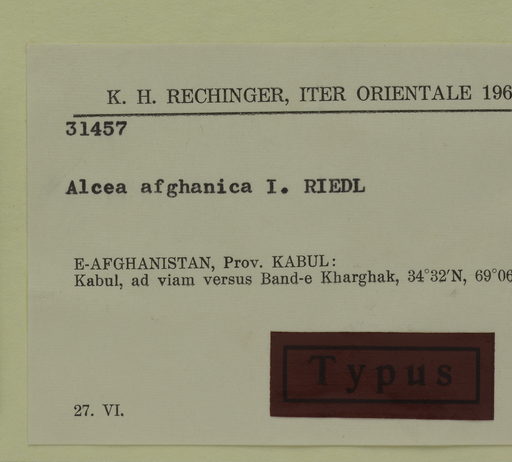 K. H. RECHINGER, ITER ORIENTALE 196
31457
Alcea afghanica I. RIEDL
E-AFGHANISTAN, Prov. KABUL:
Kabul, ad viam versus Band-e Kharghak, 34°32′N, 69°06
Typus
27. VI.